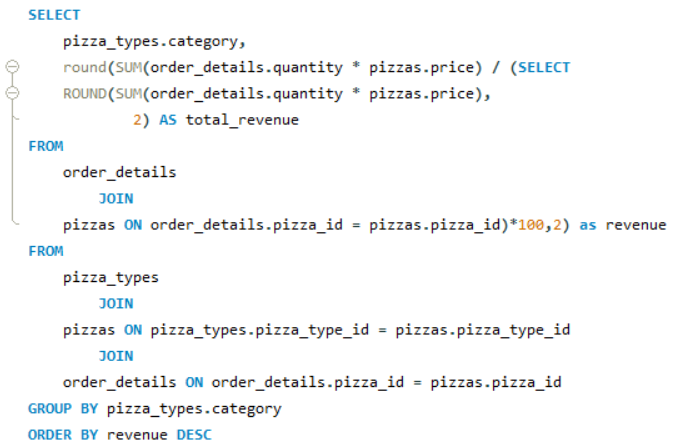 SELECT
pizza_types.category,
round(SUM(order_details.quantity * pizzas.price) / (SELECT
ROUND(SUM(order_details.quantity * pizzas.price),
2) AS total_revenue
FROM
order_details
JOIN
pizzas ON order_details.pizza_id = pizzas.pizza_id)*100,2) as revenue
FROM
pizza_types
JOIN
pizzas ON pizza_types.pizza_type_id = pizzas.pizza_type_id
JOIN
order_details ON order_details.pizza_id = pizzas.pizza_id
GROUP BY pizza_types.category
ORDER BY revenue DESC